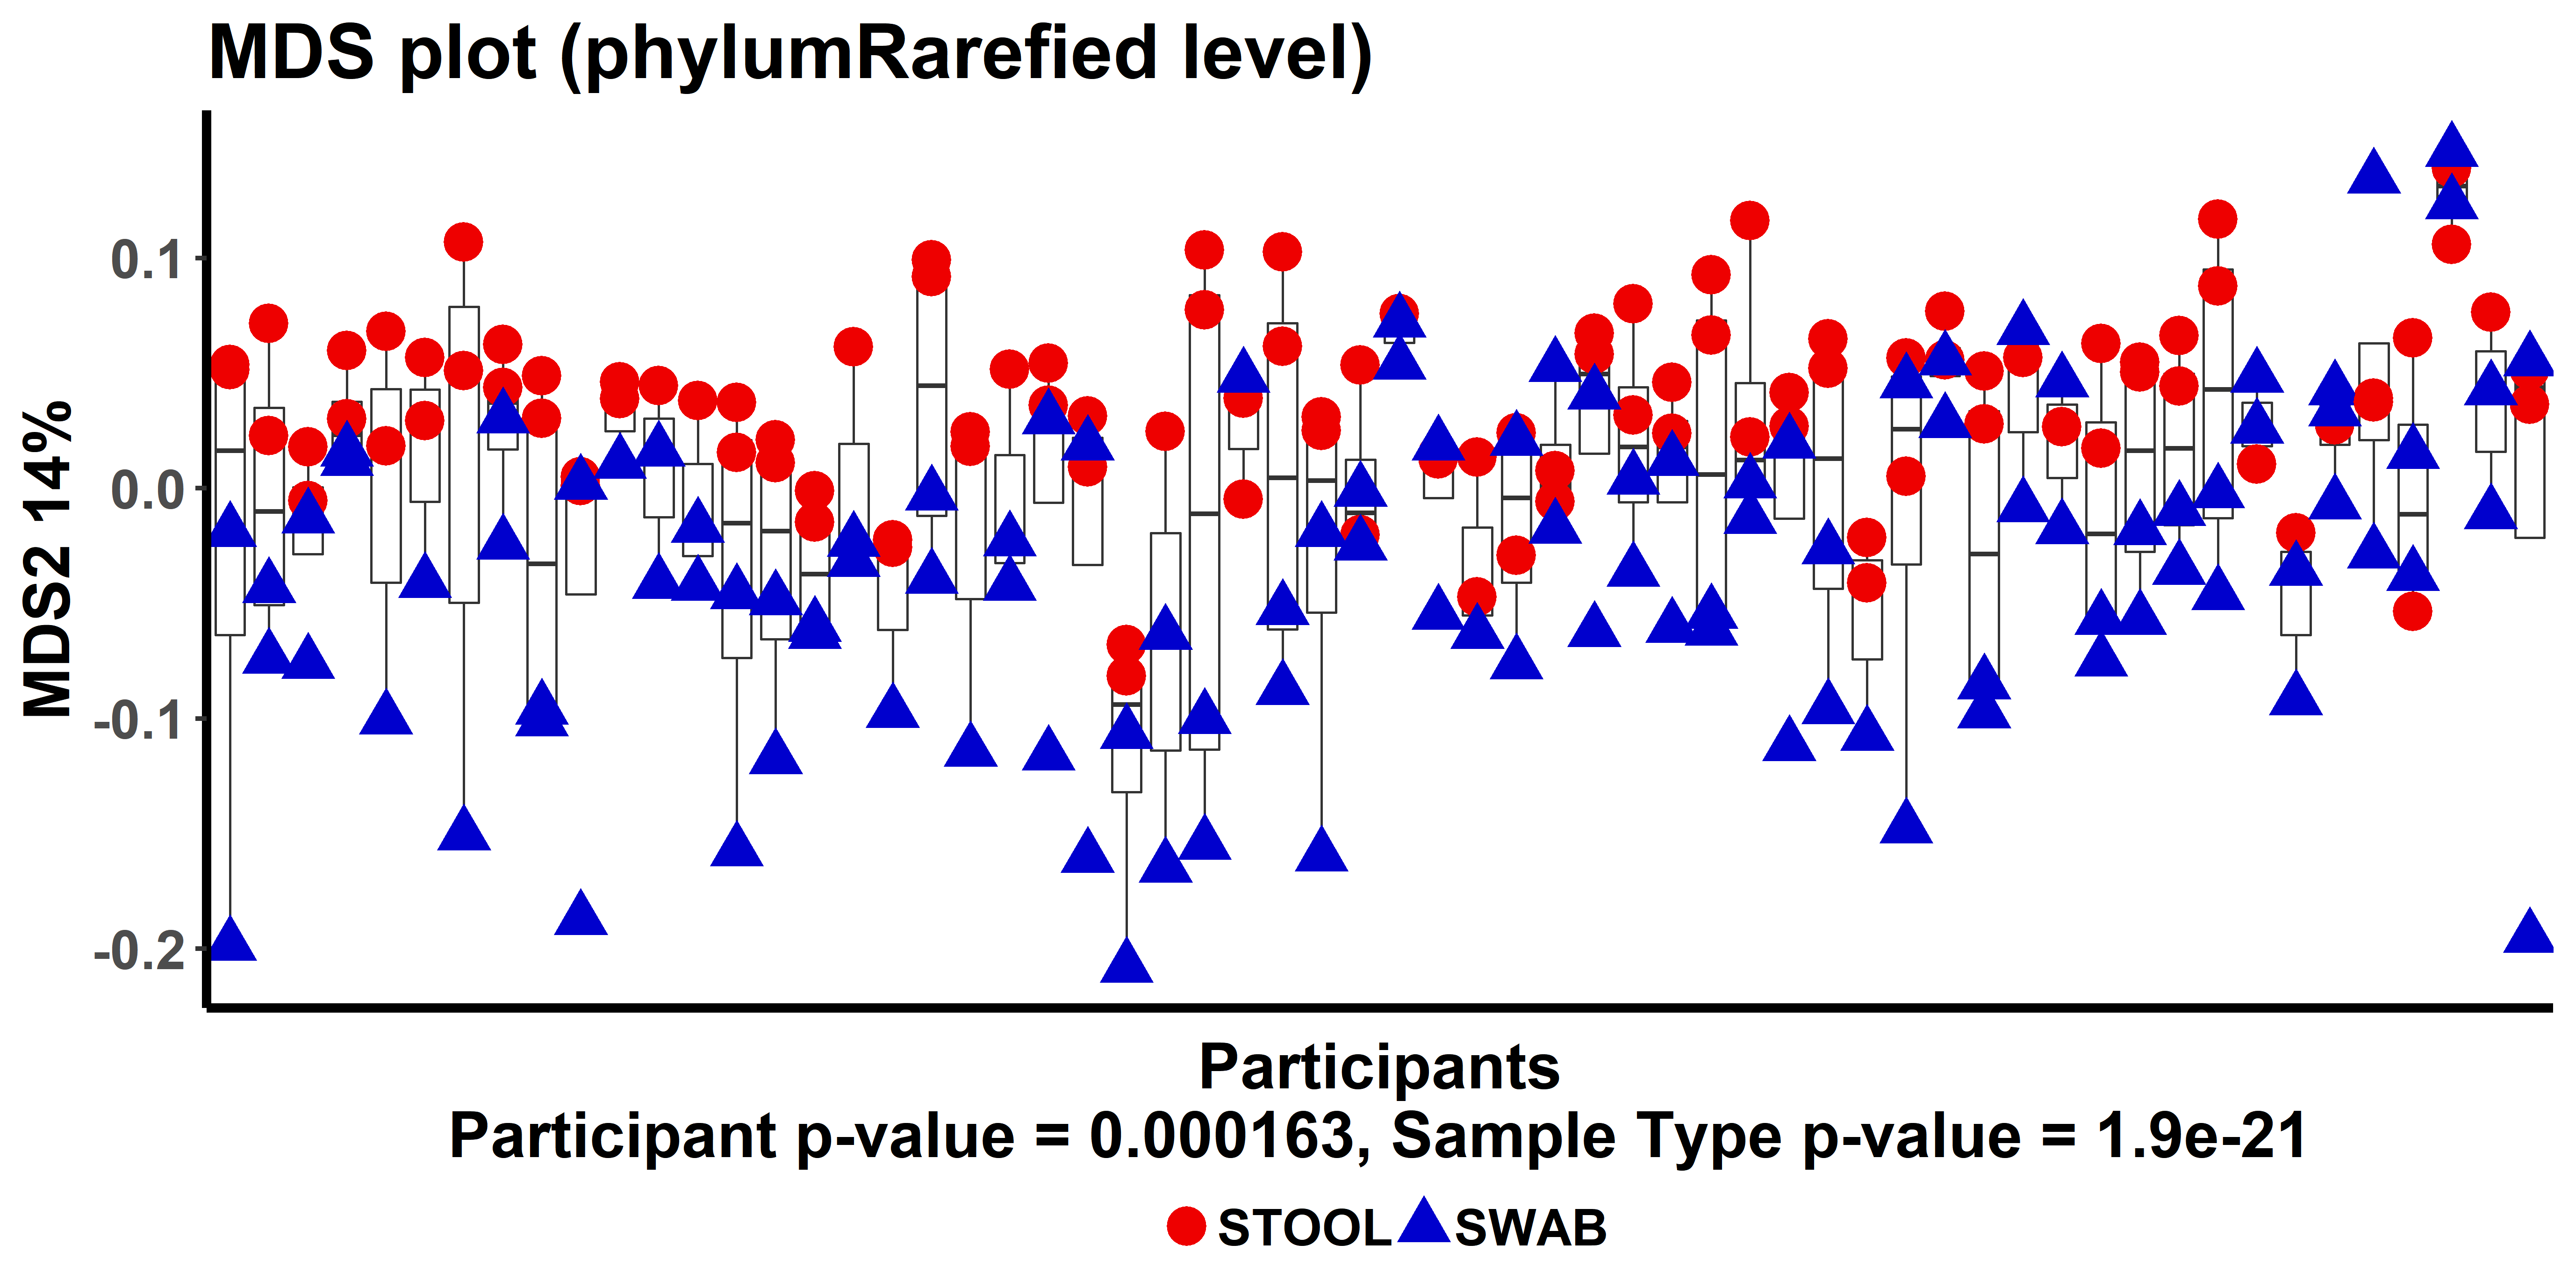 MDS plot (phylumRarefied level)
MDS2 14%
0.1
0.0
-0.1
-0.2
Participants
Participant p-value = 0.000163, Sample Type p-value = 1.9e-21
STOOL SWAB